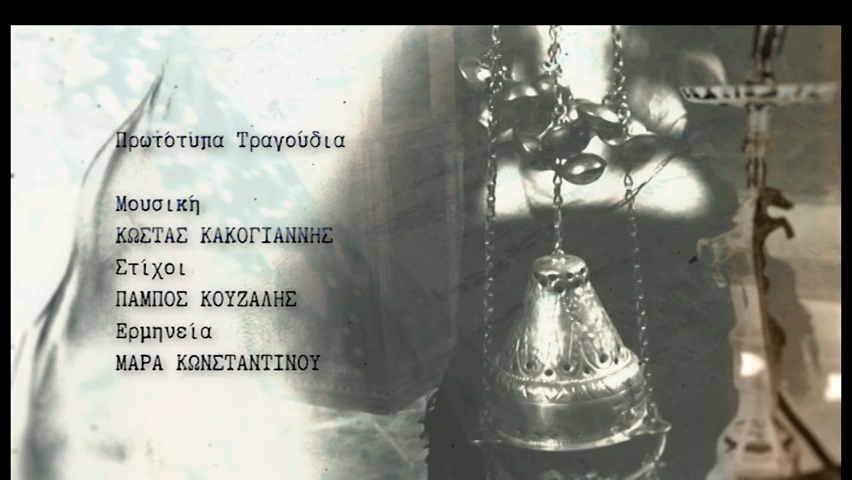 Πρωτότυπα Τραγούδια
Μουσική
ΚΩΣΤΑΣ ΚΑΚΟΓΙΑΝΝΗΣ
Στίχοι
ΠΑΜΠΟΣ ΚΟΥΖΑΛΗΣ
Ερμηνεία
ΜΑΡΑ ΚΩΝΣΤΑΝΤΙΝΟΥ